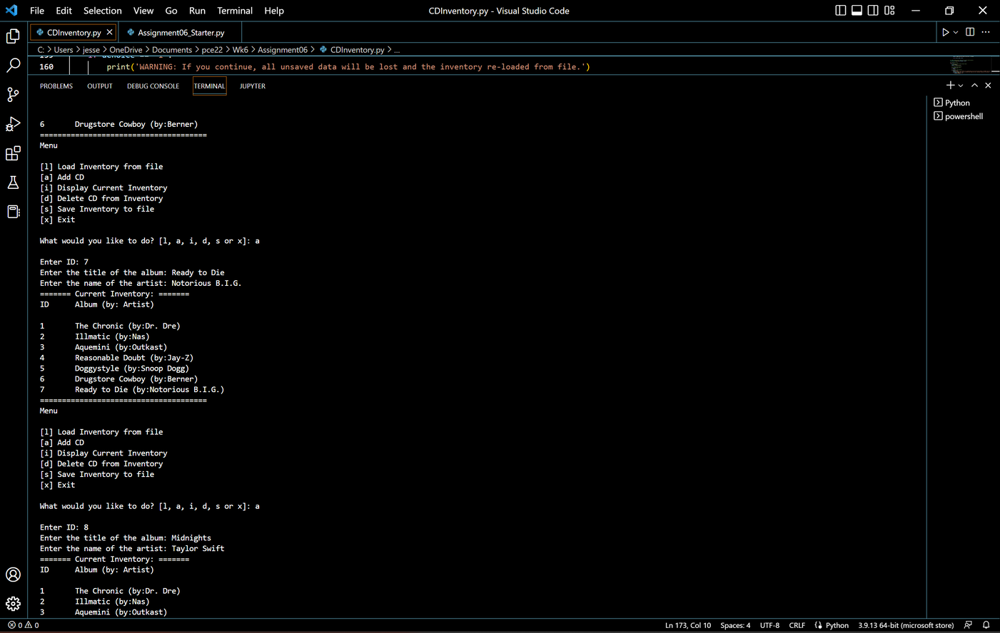 File Edit Selection View Go Run Terminal Help CDInventory.py - Visual Studio Code
CDInventory.py Assignment06_Starter.py
C: > Users > jesse > OneDrive > Documents > pce22 > Wk6 > Assignment06 > CDInventory.py > ...
160 print('WARNING: If you continue, all unsaved data will be lost and the inventory re-loaded from file.')
PROBLEMS OUTPUT DEBUG CONSOLE TERMINAL JUPYTER
Python
powershell
6 Drugstore Cowboy (by:Berner)
======================================
Menu
[l] Load Inventory from file
[a] Add CD
[i] Display Current Inventory
[d] Delete CD from Inventory
[s] Save Inventory to file
[x] Exit
What would you like to do? [l, a, i, d, s or x]: a
Enter ID: 7
Enter the title of the album: Ready to Die
Enter the name of the artist: Notorious B.I.G.
======= Current Inventory: =======
ID Album (by: Artist)
1 The Chronic (by:Dr. Dre)
2 Illmatic (by:Nas)
3 Aquemini (by:Outkast)
4 Reasonable Doubt (by:Jay-Z)
5 Doggystyle (by:Snoop Dogg)
6 Drugstore Cowboy (by:Berner)
7 Ready to Die (by:Notorious B.I.G.)
======================================
Menu
[l] Load Inventory from file
[a] Add CD
[i] Display Current Inventory
[d] Delete CD from Inventory
[s] Save Inventory to file
[x] Exit
What would you like to do? [l, a, i, d, s or x]: a
Enter ID: 8
Enter the title of the album: Midnights
Enter the name of the artist: Taylor Swift
======= Current Inventory: =======
ID Album (by: Artist)
1 The Chronic (by:Dr. Dre)
2 Illmatic (by:Nas)
3 Aquemini (by:Outkast)
0 0 Ln 173, Col 10 Spaces: 4 UTF-8 CRLF Python 3.9.13 64-bit (microsoft store)